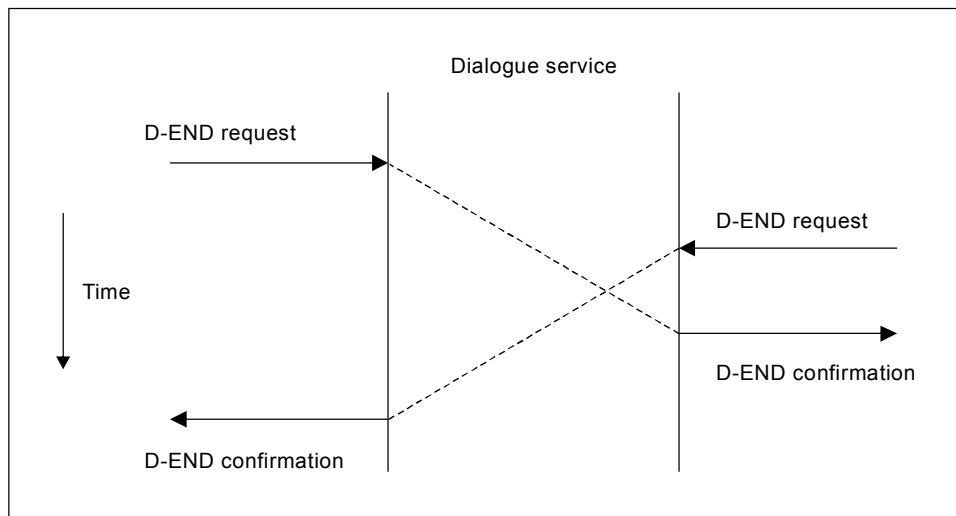 Dialogue service
D-END request
D-END request
Time
D-END confirmation
D-END confirmation